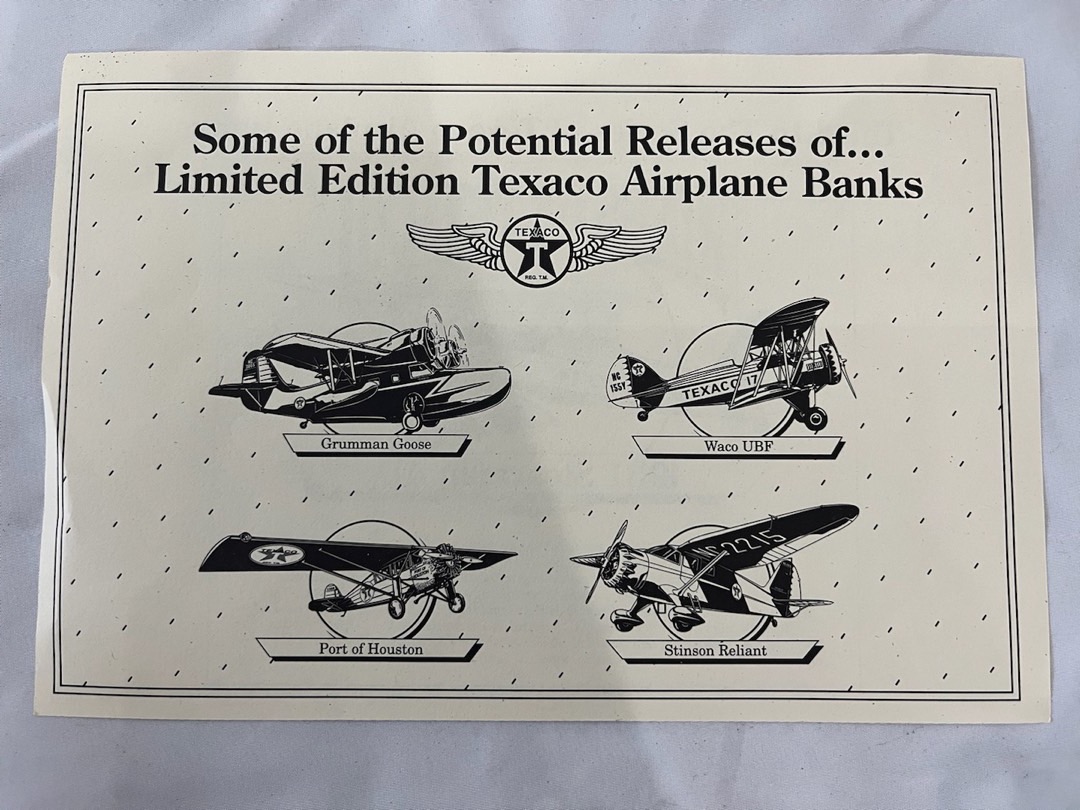 Some of the Potential Releases of...
Limited Edition Texaco Airplane Banks
TEXACO
T
REG. T.M.
NC
155Y
TEXACO 17
Grumman Goose
Waco UBF
TEXACO
NC2215
Port of Houston
Stinson Reliant